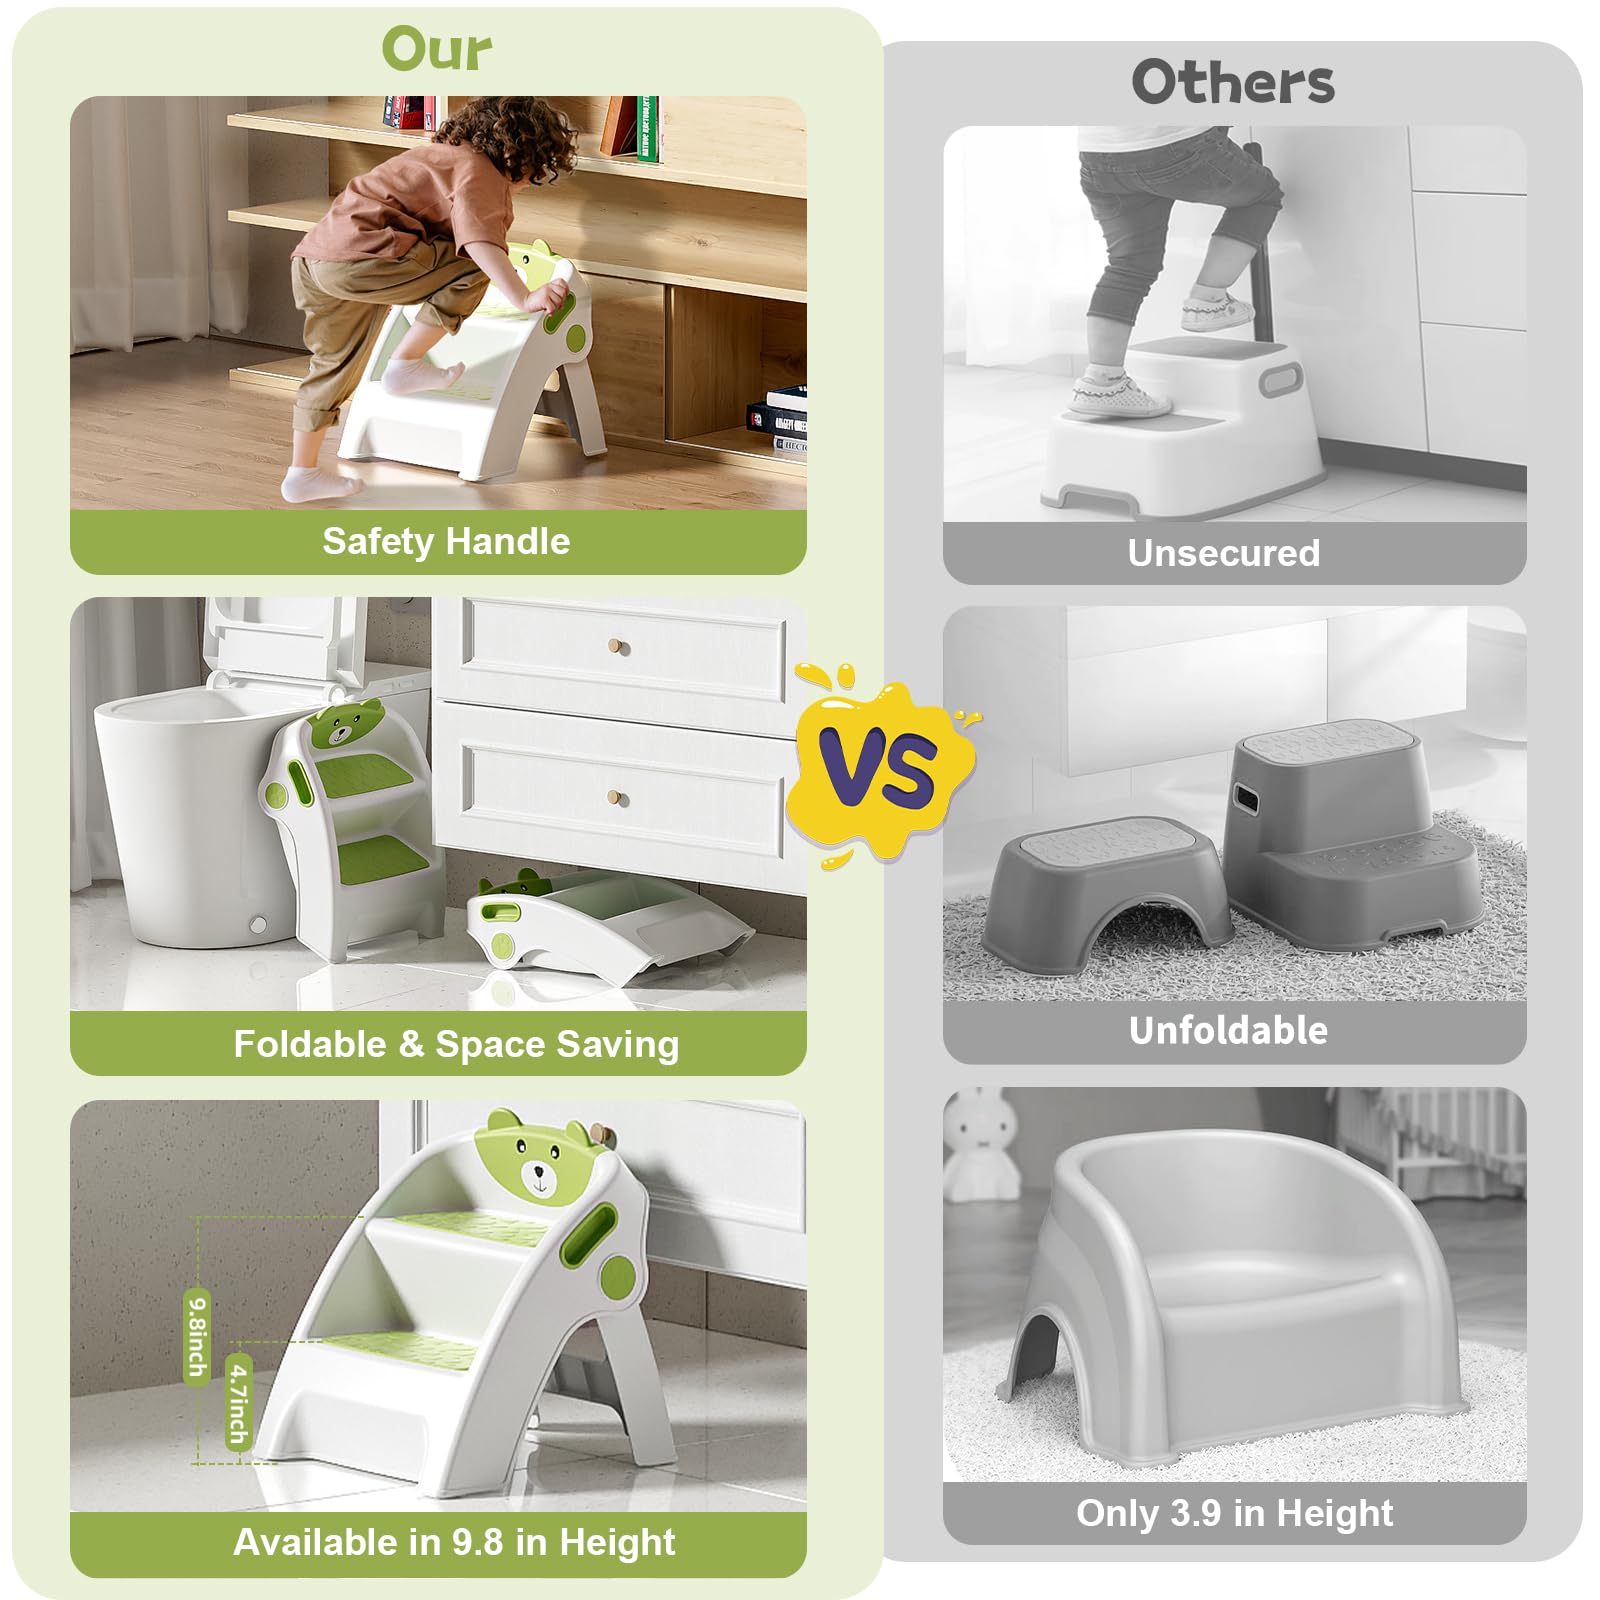 Our
Safety Handle
Foldable & Space Saving
9.8inch
4.7inch
Available in 9.8 in Height
VS
Others
Unsecured
Unfoldable
Only 3.9 in Height